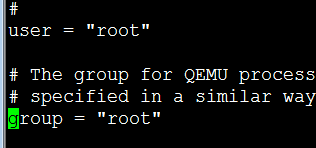 #
user = "root"
# The group for QEMU process
# specified in a similar way
group = "root"